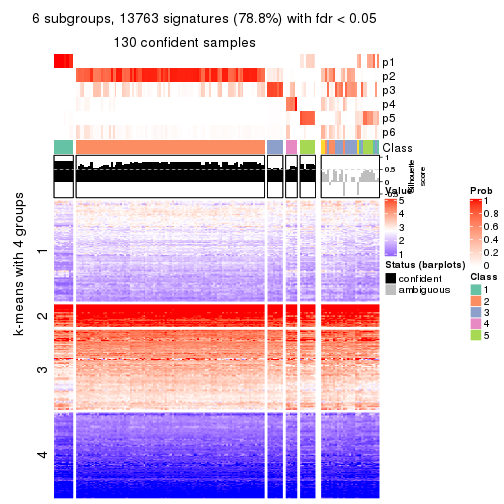 6 subgroups, 13763 signatures (78.8%) with fdr < 0.05
130 confident samples
p1
p2
p3
p4
p5
p6
Class
1
0.5
0
-0.5
Silhouette
score
k-means with 4 groups
1
2
3
4
Value
5
4
3
2
1
Status (barplots)
confident
ambiguous
Prob
1
0.8
0.6
0.4
0.2
0
Class
1
2
3
4
5